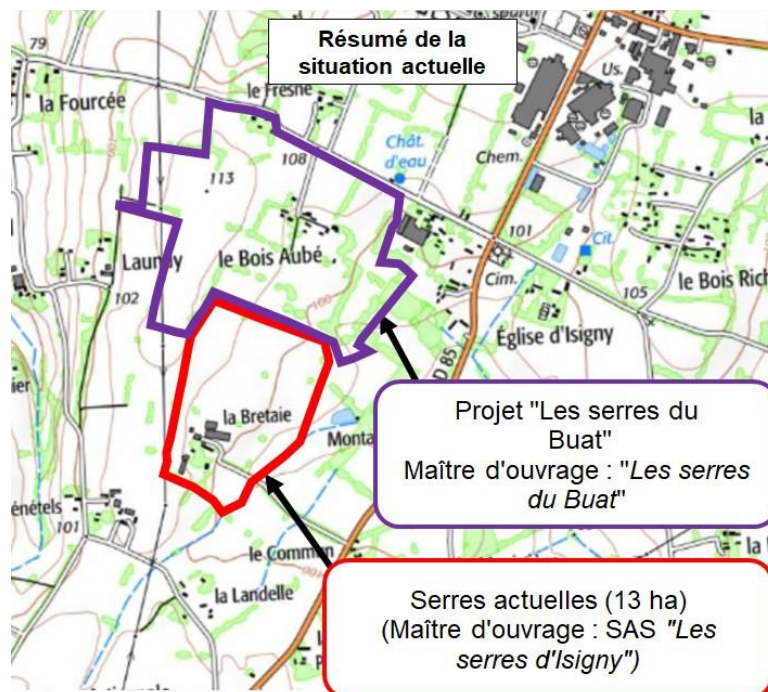 Résumé de la
situation actuelle
79
la Fourcée
le Fresne
Us.
108
Chât.
d'eau
Chem.
113
101
Cit.
Launay
le Bois Aubé
100
Cim.
le Bois Rich
102
105
Église d'Isigny
D 85
la Bretaie
Monta
Projet "Les serres du
Buat"
Maître d'ouvrage : "Les serres
du Buat"
énétels
101
le Common
la Landelle
Serres actuelles (13 ha)
(Maître d'ouvrage : SAS "Les
serres d'Isigny")